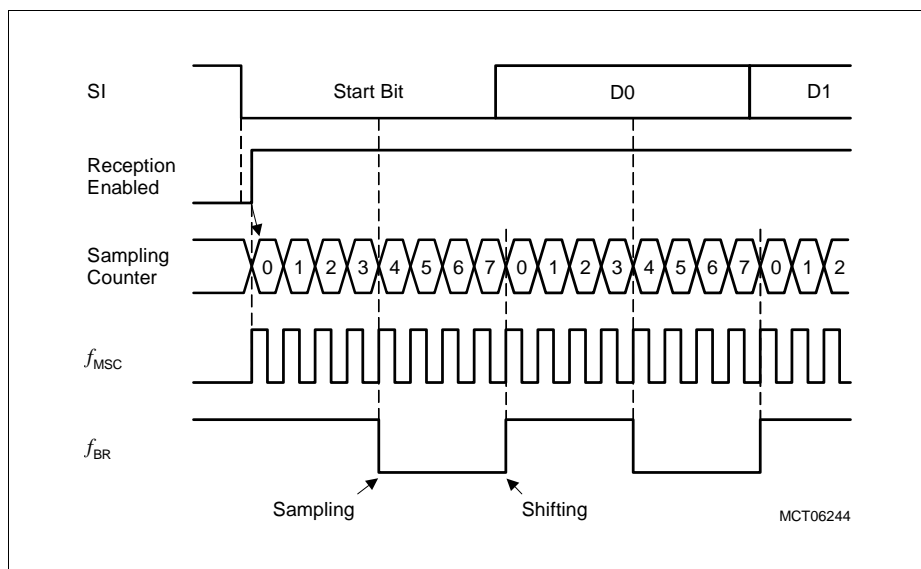 SI
Start Bit
D0
D1
Reception
Enabled
Sampling
Counter
0 1 2 3 4 5 6 7 0 1 2 3 4 5 6 7 0 1 2
fMSC
fBR
Sampling
Shifting
MCT06244